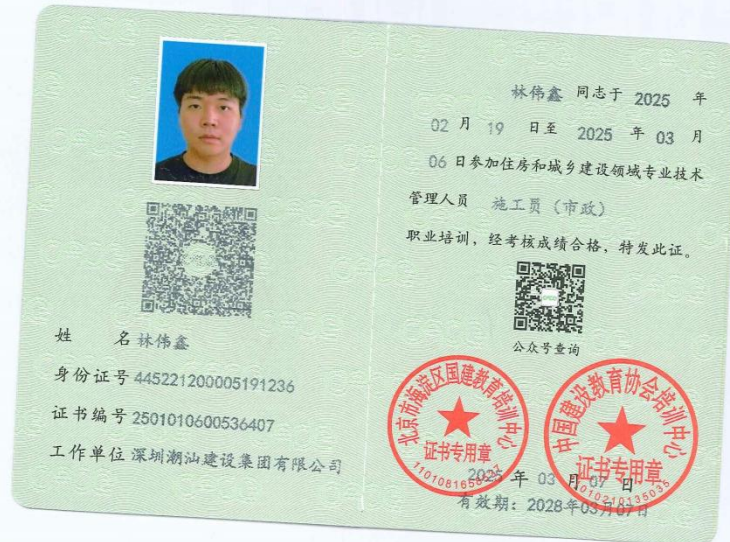 姓 名 林伟鑫
身份证号 445221200005191236
证书编号 2501010600536407
工作单位 深圳潮汕建设集团有限公司
林伟鑫 同志于 2025 年
02 月 19 日至 2025 年 03 月
06 日参加住房和城乡建设领域专业技术
管理人员 施工员（市政）
职业培训，经考核成绩合格，特发此证。
公众号查询
北京市海淀区国建教育培训中心
证书专用章
中国建设教育协会培训中心
证书专用章
2025 年 03 月 07 日
有效期：2028年03月07日